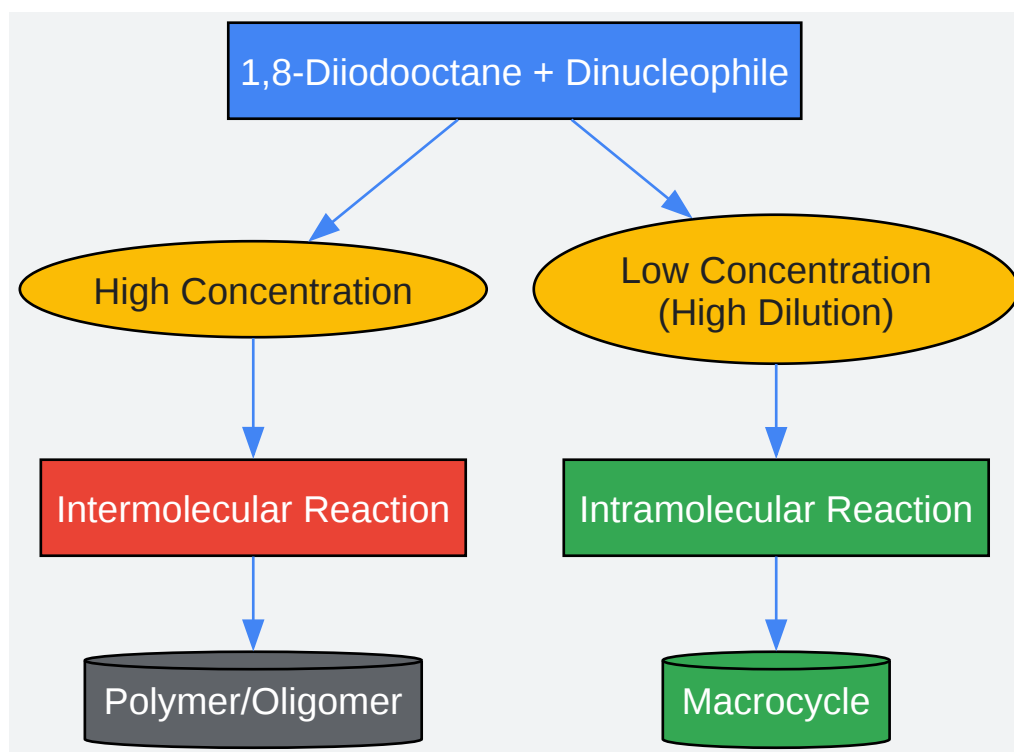 1,8-Diiodooctane + Dinucleophile
High Concentration
Low Concentration
(High Dilution)
Intermolecular Reaction
Intramolecular Reaction
Polymer/Oligomer
Macrocycle